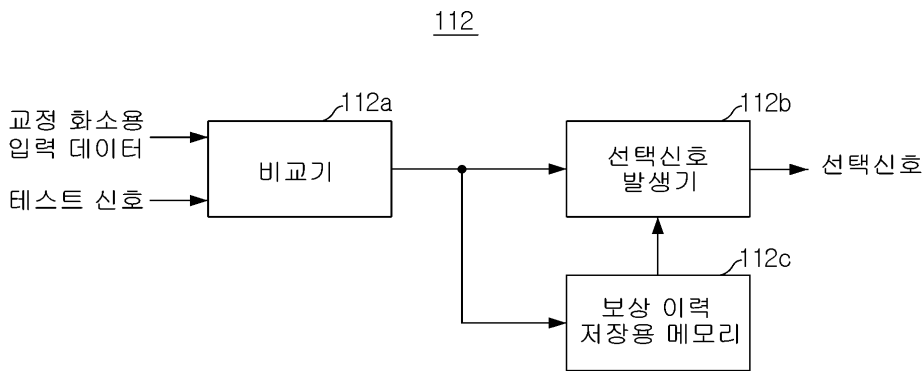 112
112a
112b
교정 화소용
입력 데이터
테스트 신호
비교기
선택신호
발생기
선택신호
112c
보상 이력
저장용 메모리